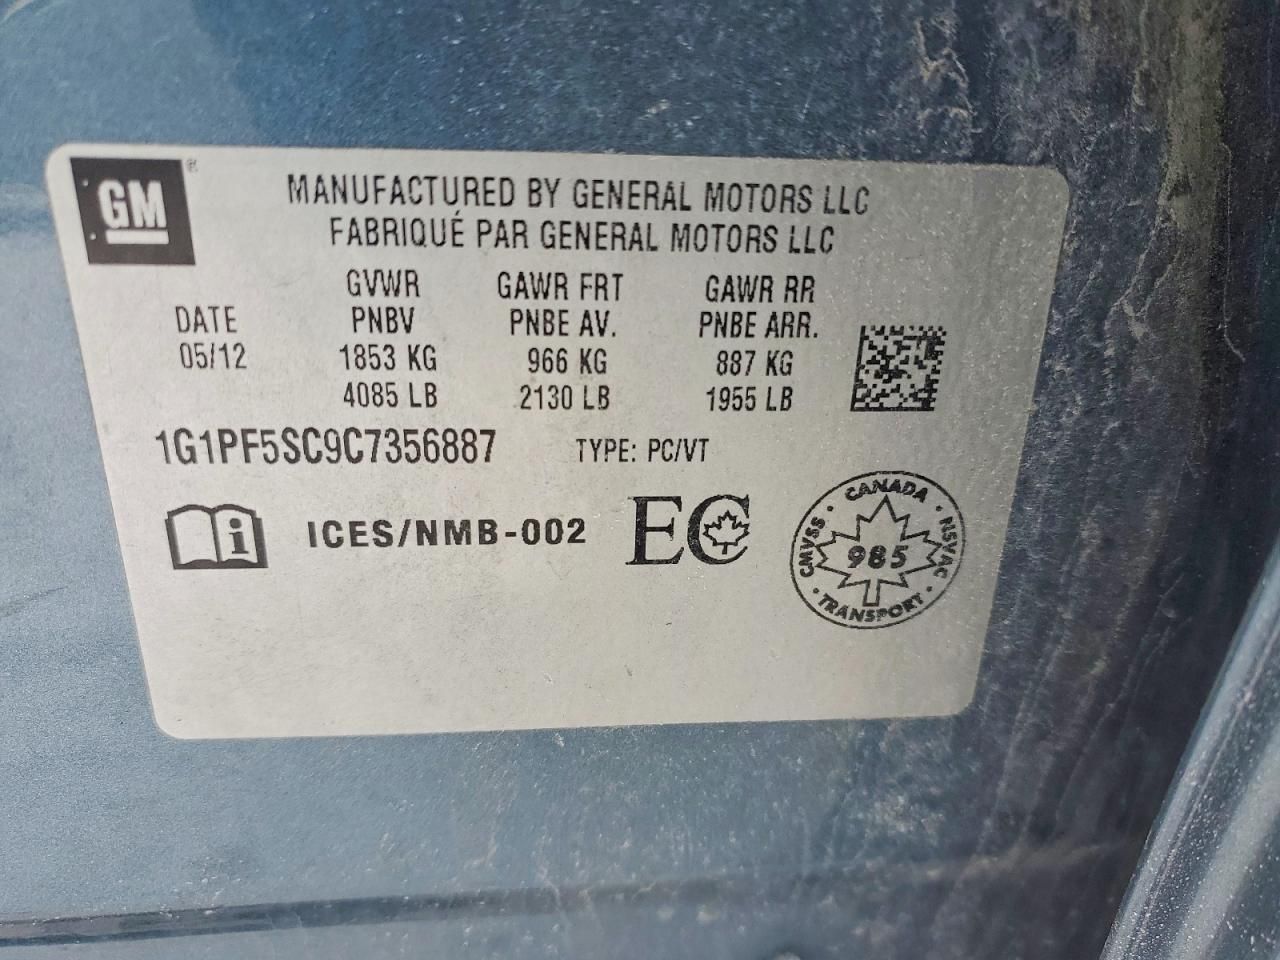 GM ®
MANUFACTURED BY GENERAL MOTORS LLC
FABRIQUÉ PAR GENERAL MOTORS LLC
GVWR GAWR FRT GAWR RR
DATE PNBV PNBE AV. PNBE ARR.
05/12 1853 KG 966 KG 887 KG
4085 LB 2130 LB 1955 LB
1G1PF5SC9C7356887 TYPE: PC/VT
i ICES/NMB-002 EC
CANADA
CMVSS 985 NSVAC
TRANSPORT